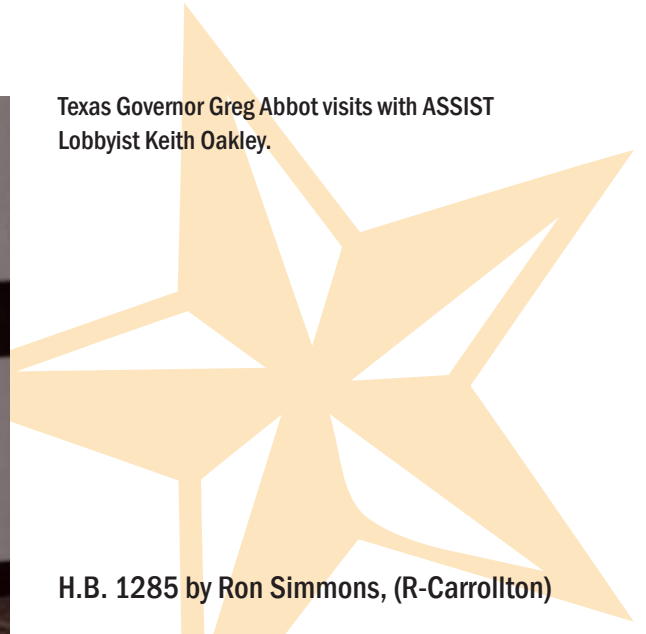 Texas Governor Greg Abbot visits with ASSIST
Lobbyist Keith Oakley.
H.B. 1285 by Ron Simmons, (R-Carrollton)